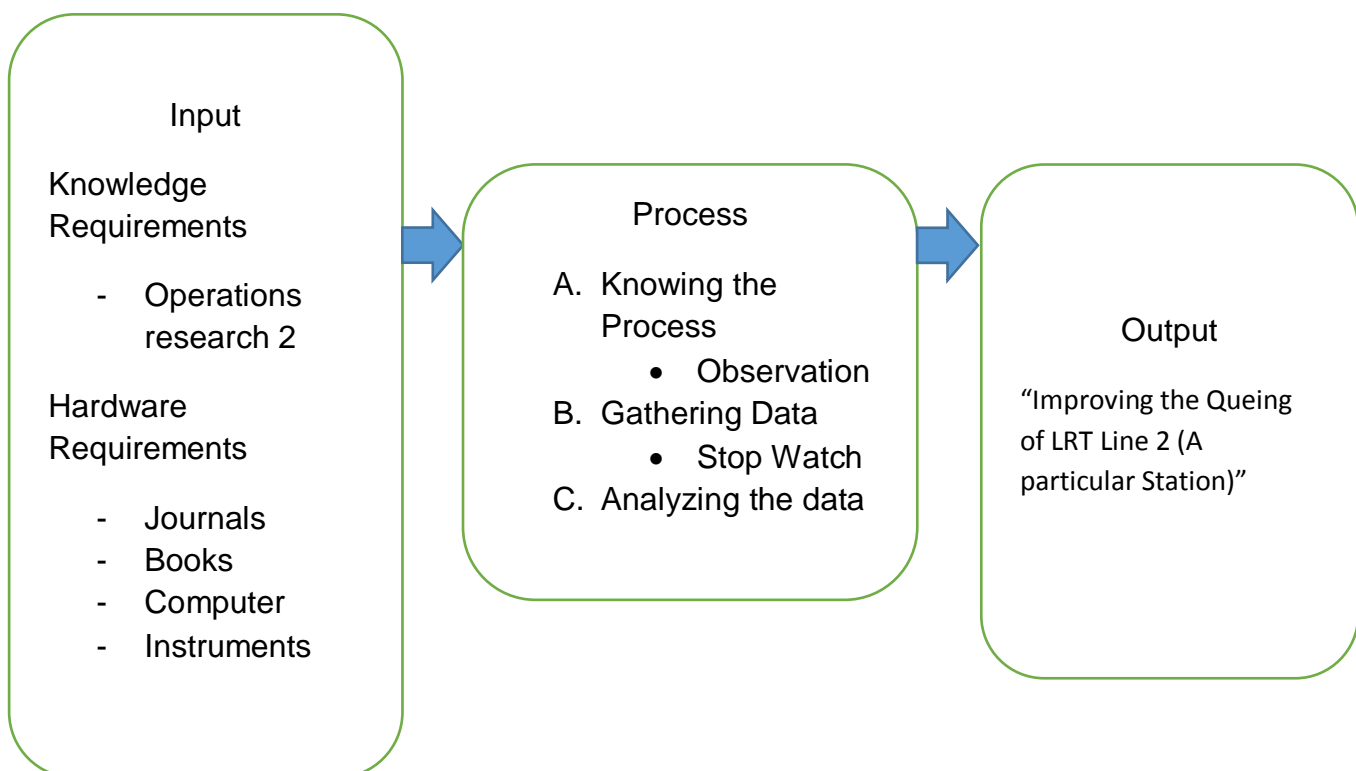 Input
Knowledge
Requirements
- Operations
research 2
Hardware
Requirements
- Journals
- Books
- Computer
- Instruments
Process
A. Knowing the
Process
• Observation
B. Gathering Data
• Stop Watch
C. Analyzing the data
Output
“Improving the Queing
of LRT Line 2 (A
particular Station)”